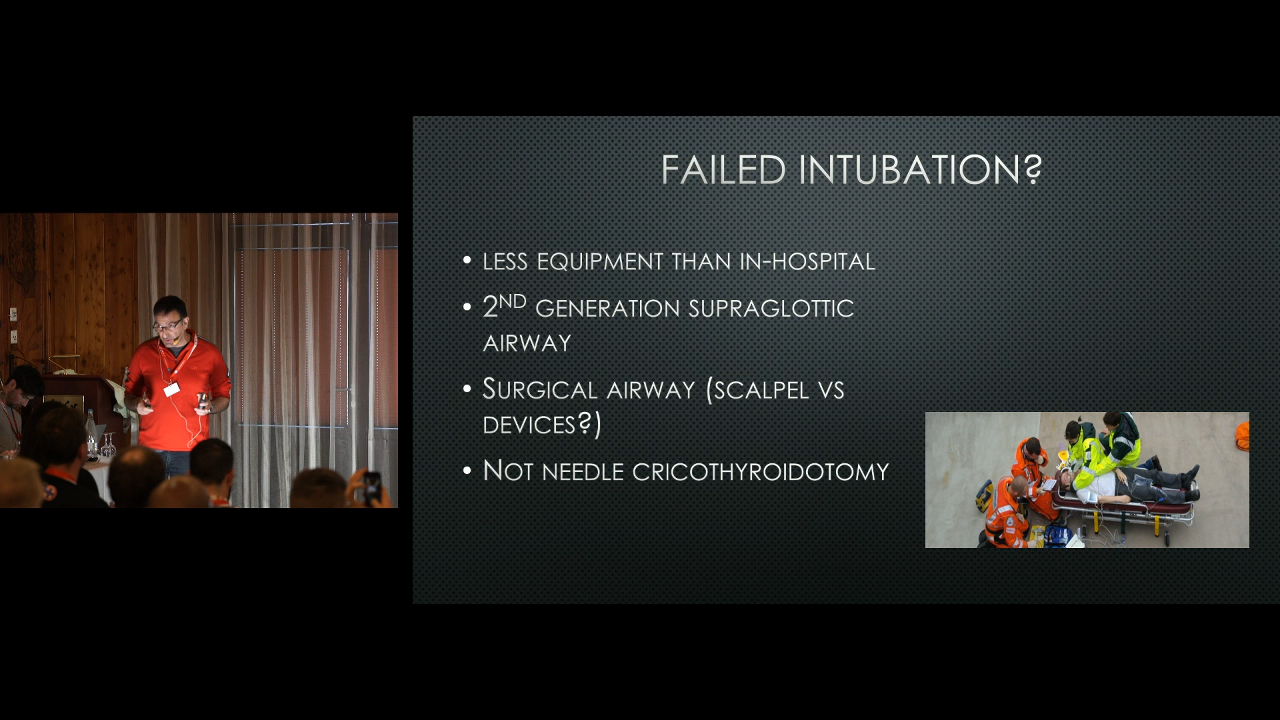 FAILED INTUBATION?
• LESS EQUIPMENT THAN IN-HOSPITAL
• 2ND GENERATION SUPRAGLOTTIC
AIRWAY
• SURGICAL AIRWAY (SCALPEL VS
DEVICES?)
• NOT NEEDLE CRICOTHYROIDOTOMY